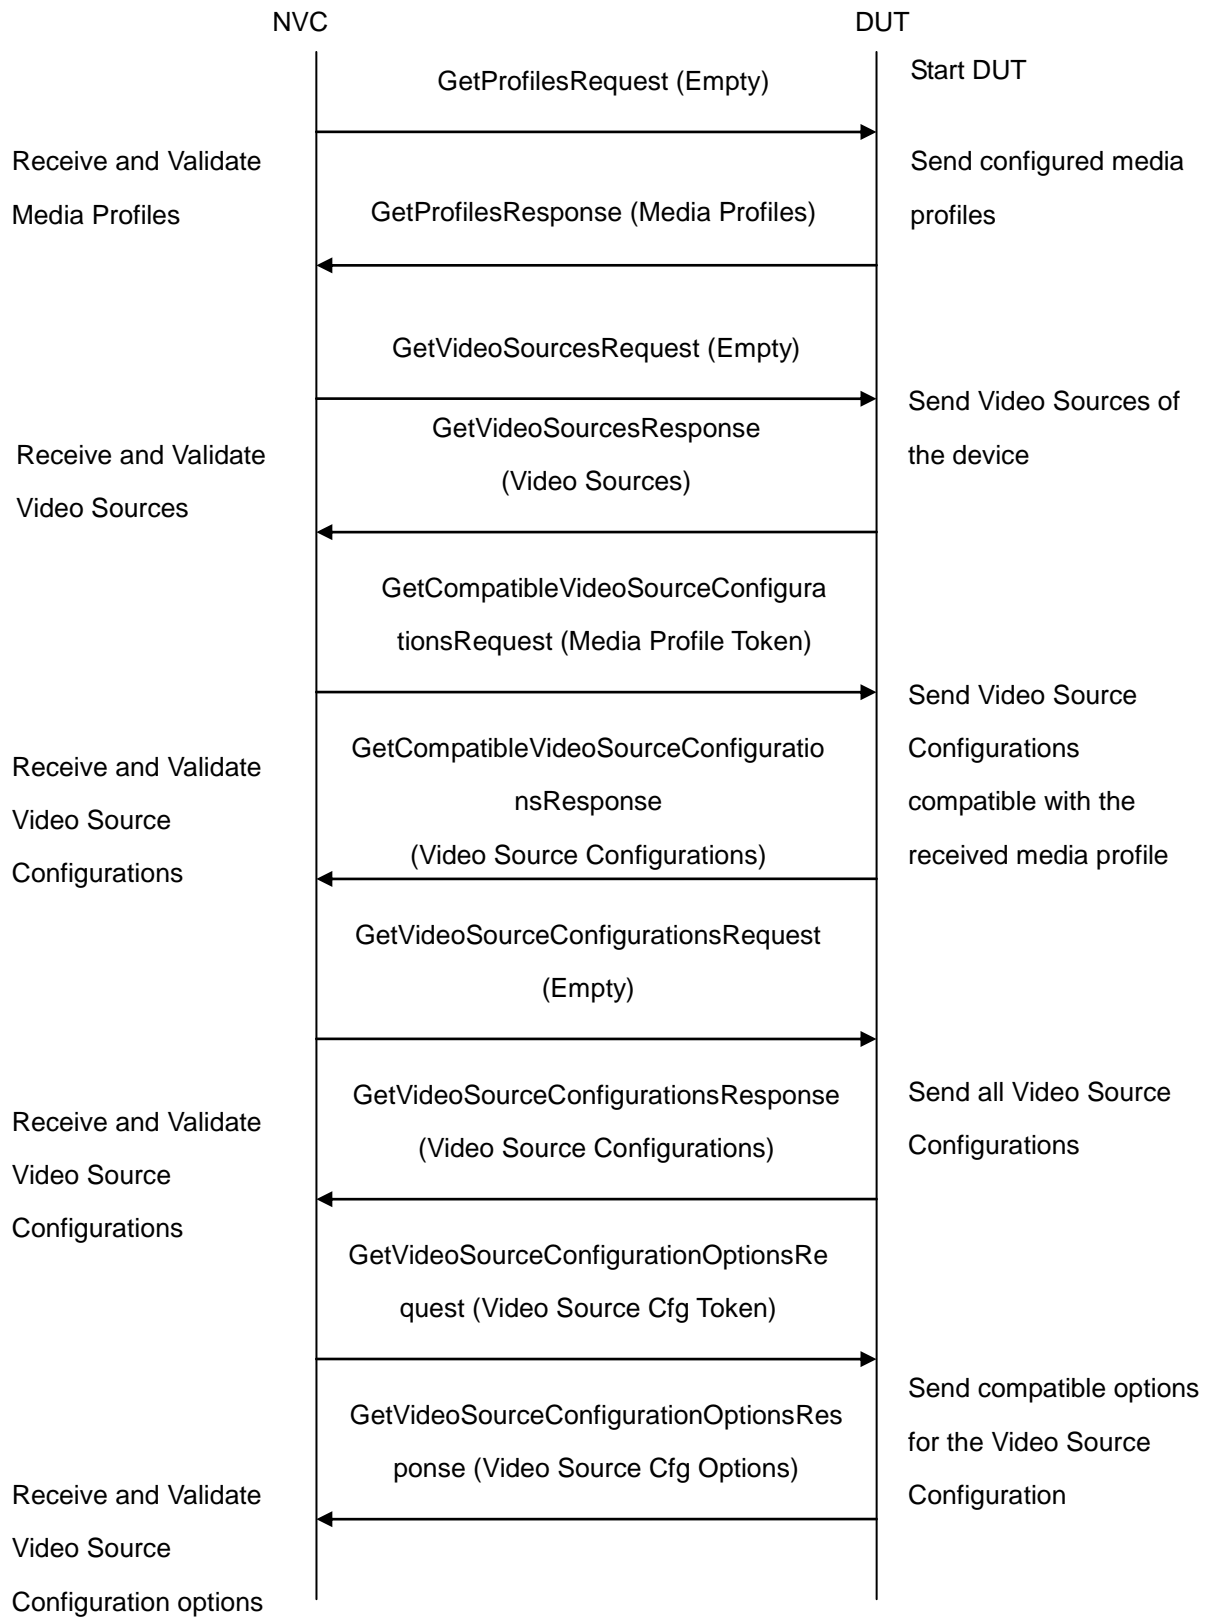 NVC
DUT
Start DUT
GetProfilesRequest (Empty)
Receive and Validate
Media Profiles
Send configured media
profiles
GetProfilesResponse (Media Profiles)
GetVideoSourcesRequest (Empty)
Send Video Sources of
the device
GetVideoSourcesResponse
(Video Sources)
Receive and Validate
Video Sources
GetCompatibleVideoSourceConfigura
tionsRequest (Media Profile Token)
Send Video Source
Configurations
compatible with the
received media profile
GetCompatibleVideoSourceConfiguratio
nsResponse
(Video Source Configurations)
Receive and Validate
Video Source
Configurations
GetVideoSourceConfigurationsRequest
(Empty)
GetVideoSourceConfigurationsResponse
(Video Source Configurations)
Send all Video Source
Configurations
Receive and Validate
Video Source
Configurations
GetVideoSourceConfigurationOptionsRe
quest (Video Source Cfg Token)
Send compatible options
for the Video Source
Configuration
GetVideoSourceConfigurationOptionsRes
ponse (Video Source Cfg Options)
Receive and Validate
Video Source
Configuration options